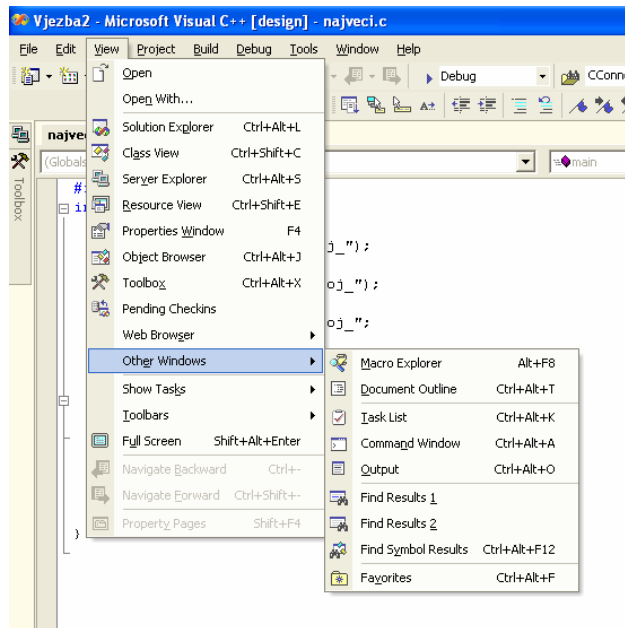 Vjezba2 - Microsoft Visual C++ [design] - najveci.c
File Edit View Project Build Debug Tools Window Help
Debug CConn
Open
Open With...
Solution Explorer Ctrl+Alt+L
Class View Ctrl+Shift+C
Server Explorer Ctrl+Alt+S
Resource View Ctrl+Shift+E
Properties Window F4
Object Browser Ctrl+Alt+J
Toolbox Ctrl+Alt+X
Pending Checkins
Web Browser
Other Windows
Show Tasks
Toolbars
Full Screen Shift+Alt+Enter
Navigate Backward Ctrl+-
Navigate Forward Ctrl+Shift+-
Property Pages Shift+F4
Macro Explorer Alt+F8
Document Outline Ctrl+Alt+T
Task List Ctrl+Alt+K
Command Window Ctrl+Alt+A
Output Ctrl+Alt+O
Find Results 1
Find Results 2
Find Symbol Results Ctrl+Alt+F12
Favorites Ctrl+Alt+F
Toolbox
najve
(Globals
main
#
i
j_");
oj_");
oj_";
}